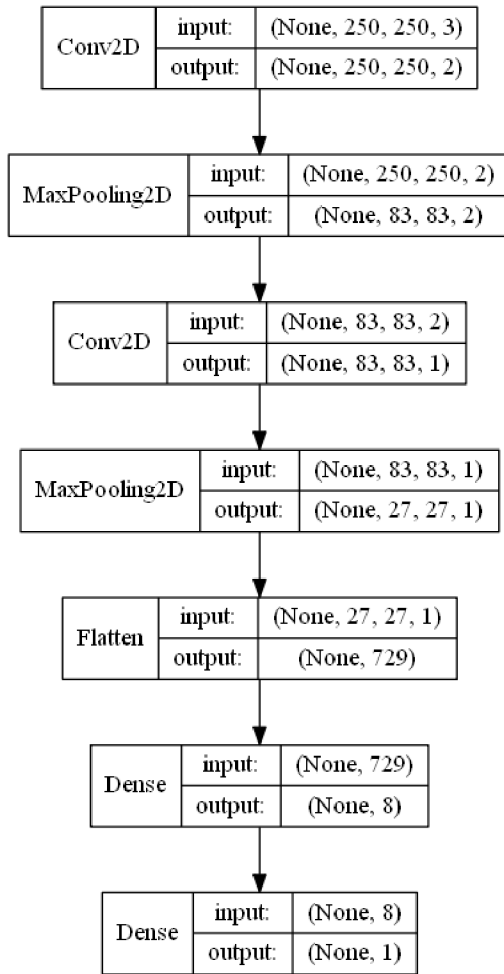 Conv2D
input: (None, 250, 250, 3)
output: (None, 250, 250, 2)
MaxPooling2D
input: (None, 250, 250, 2)
output: (None, 83, 83, 2)
Conv2D
input: (None, 83, 83, 2)
output: (None, 83, 83, 1)
MaxPooling2D
input: (None, 83, 83, 1)
output: (None, 27, 27, 1)
Flatten
input: (None, 27, 27, 1)
output: (None, 729)
Dense
input: (None, 729)
output: (None, 8)
Dense
input: (None, 8)
output: (None, 1)